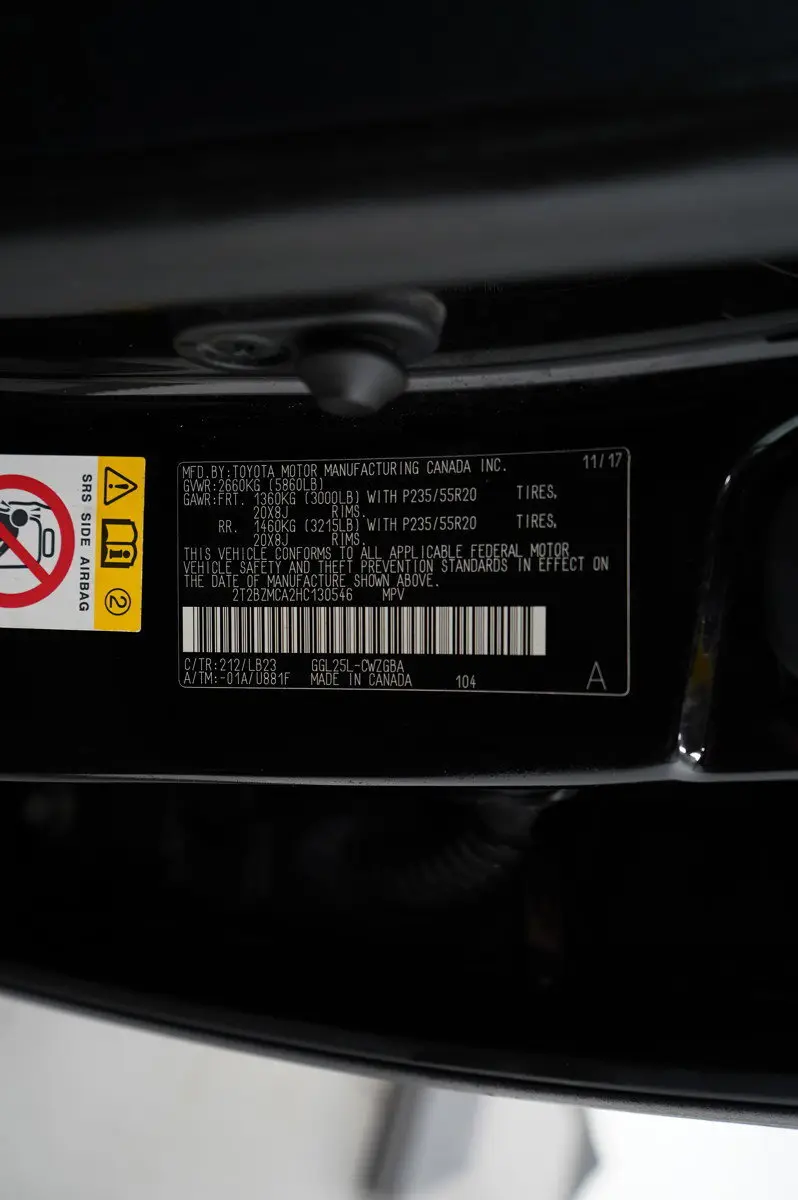 MFD.BY:TOYOTA MOTOR MANUFACTURING CANADA INC. 11/17
GVWR:2660KG (5860LB)
GAWR:FRT. 1360KG (3000LB) WITH P235/55R20 TIRES,
20X8J RIMS,
RR. 1460KG (3215LB) WITH P235/55R20 TIRES,
20X8J RIMS.
THIS VEHICLE CONFORMS TO ALL APPLICABLE FEDERAL MOTOR
VEHICLE SAFETY AND THEFT PREVENTION STANDARDS IN EFFECT ON
THE DATE OF MANUFACTURE SHOWN ABOVE.
2T2BZMCA2HC130546 MPV
C/TR:212/LB23 GGL25L-CWZGBA
A/TM:-01A/U881F MADE IN CANADA 104 A
SRS SIDE AIRBAG
2